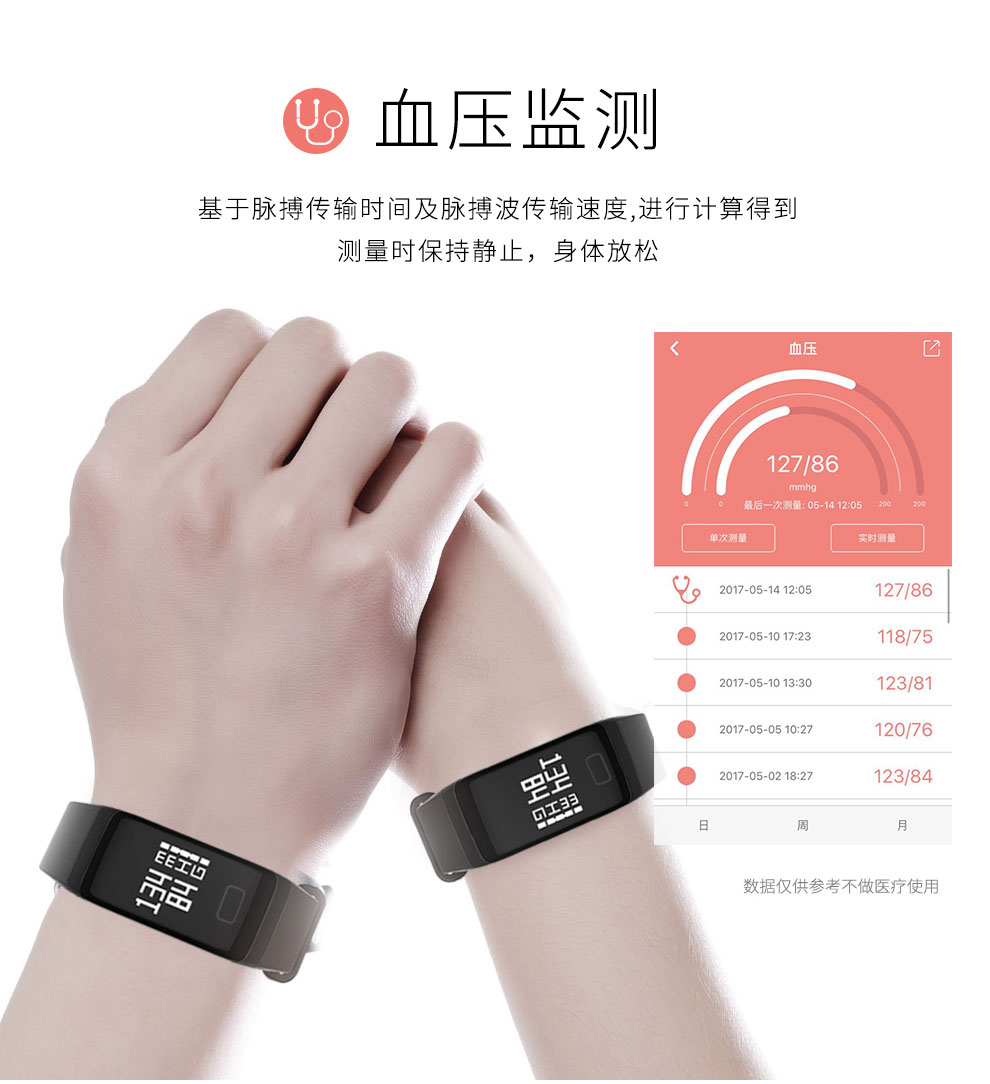 血压监测
基于脉搏传输时间及脉搏波传输速度,进行计算得到
测量时保持静止，身体放松
血压
127/86
mmhg
0 0 最后一次测量: 05-14 12:05 200 200
单次测量 实时测量
2017-05-14 12:05 127/86
2017-05-10 17:23 118/75
2017-05-10 13:30 123/81
2017-05-05 10:27 120/76
2017-05-02 18:27 123/84
日 周 月
数据仅供参考不做医疗使用
134
84
134
84